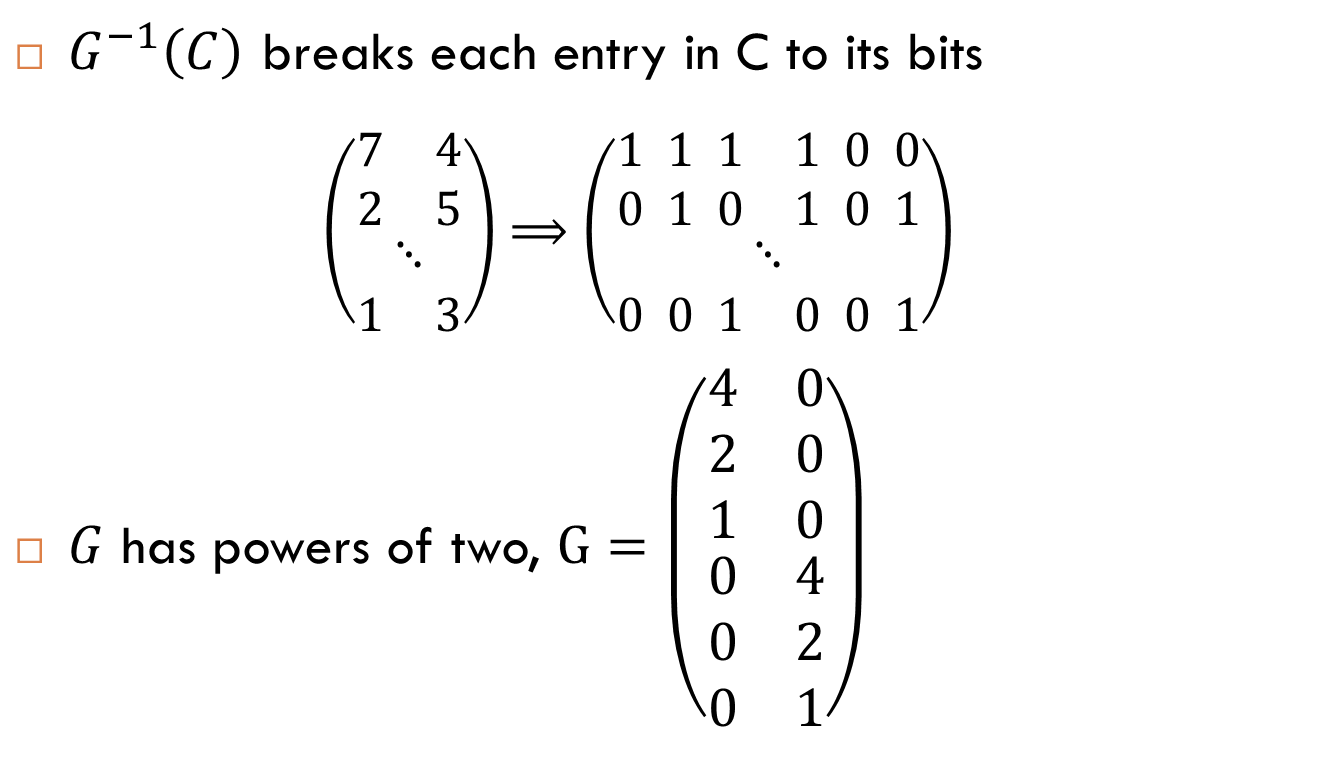 □ G⁻¹(C) breaks each entry in C to its bits
( 7 4 ) ( 1 1 1 1 0 0 )
( 2 5 ) ⟹ ( 0 1 0 1 0 1 )
⋱ ⋱
( 1 3 ) ( 0 0 1 0 0 1 )
□ G has powers of two, G =
( 4 0 )
( 2 0 )
( 1 0 )
( 0 4 )
( 0 2 )
( 0 1 )